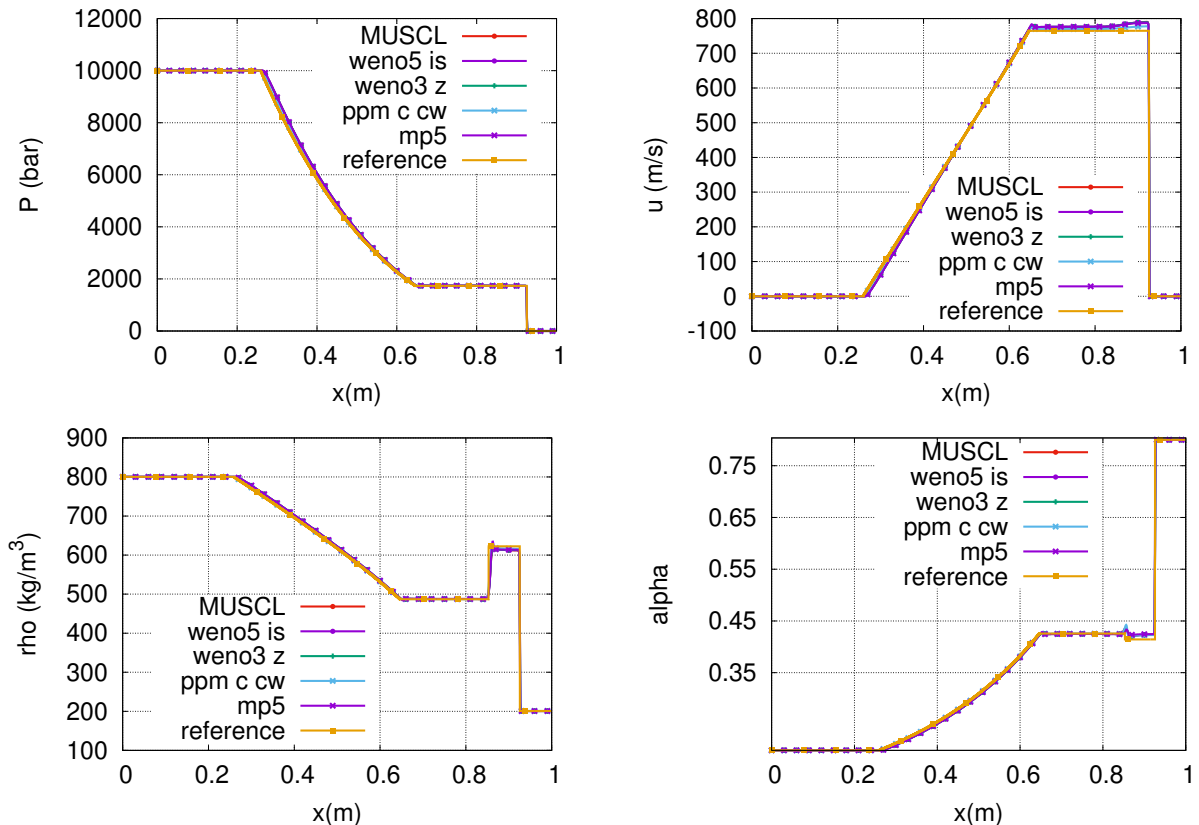 12000
10000
8000
6000
4000
2000
0
P (bar)
MUSCL
weno5 is
weno3 z
ppm c cw
mp5
reference
0 0.2 0.4 0.6 0.8 1
x(m)
800
700
600
500
400
300
200
100
0
-100
u (m/s)
MUSCL
weno5 is
weno3 z
ppm c cw
mp5
reference
0 0.2 0.4 0.6 0.8 1
x(m)
900
800
700
600
500
400
300
200
100
rho (kg/m³)
MUSCL
weno5 is
weno3 z
ppm c cw
mp5
reference
0 0.2 0.4 0.6 0.8 1
x(m)
0.75
0.55
0.35
alpha
MUSCL
weno5 is
weno3 z
ppm c cw
mp5
reference
0 0.2 0.4 0.6 0.8 1
x(m)